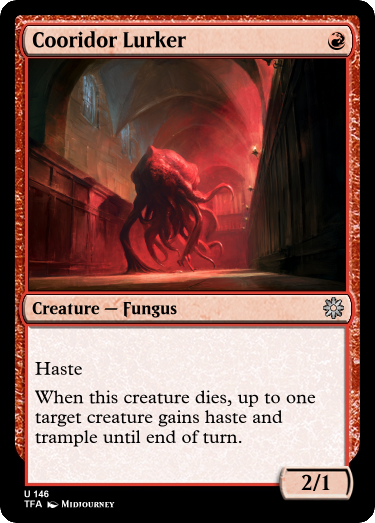 Cooridor Lurker
Creature — Fungus
Haste
When this creature dies, up to one
target creature gains haste and
trample until end of turn.
2/1
U 146
TFA Midjourney